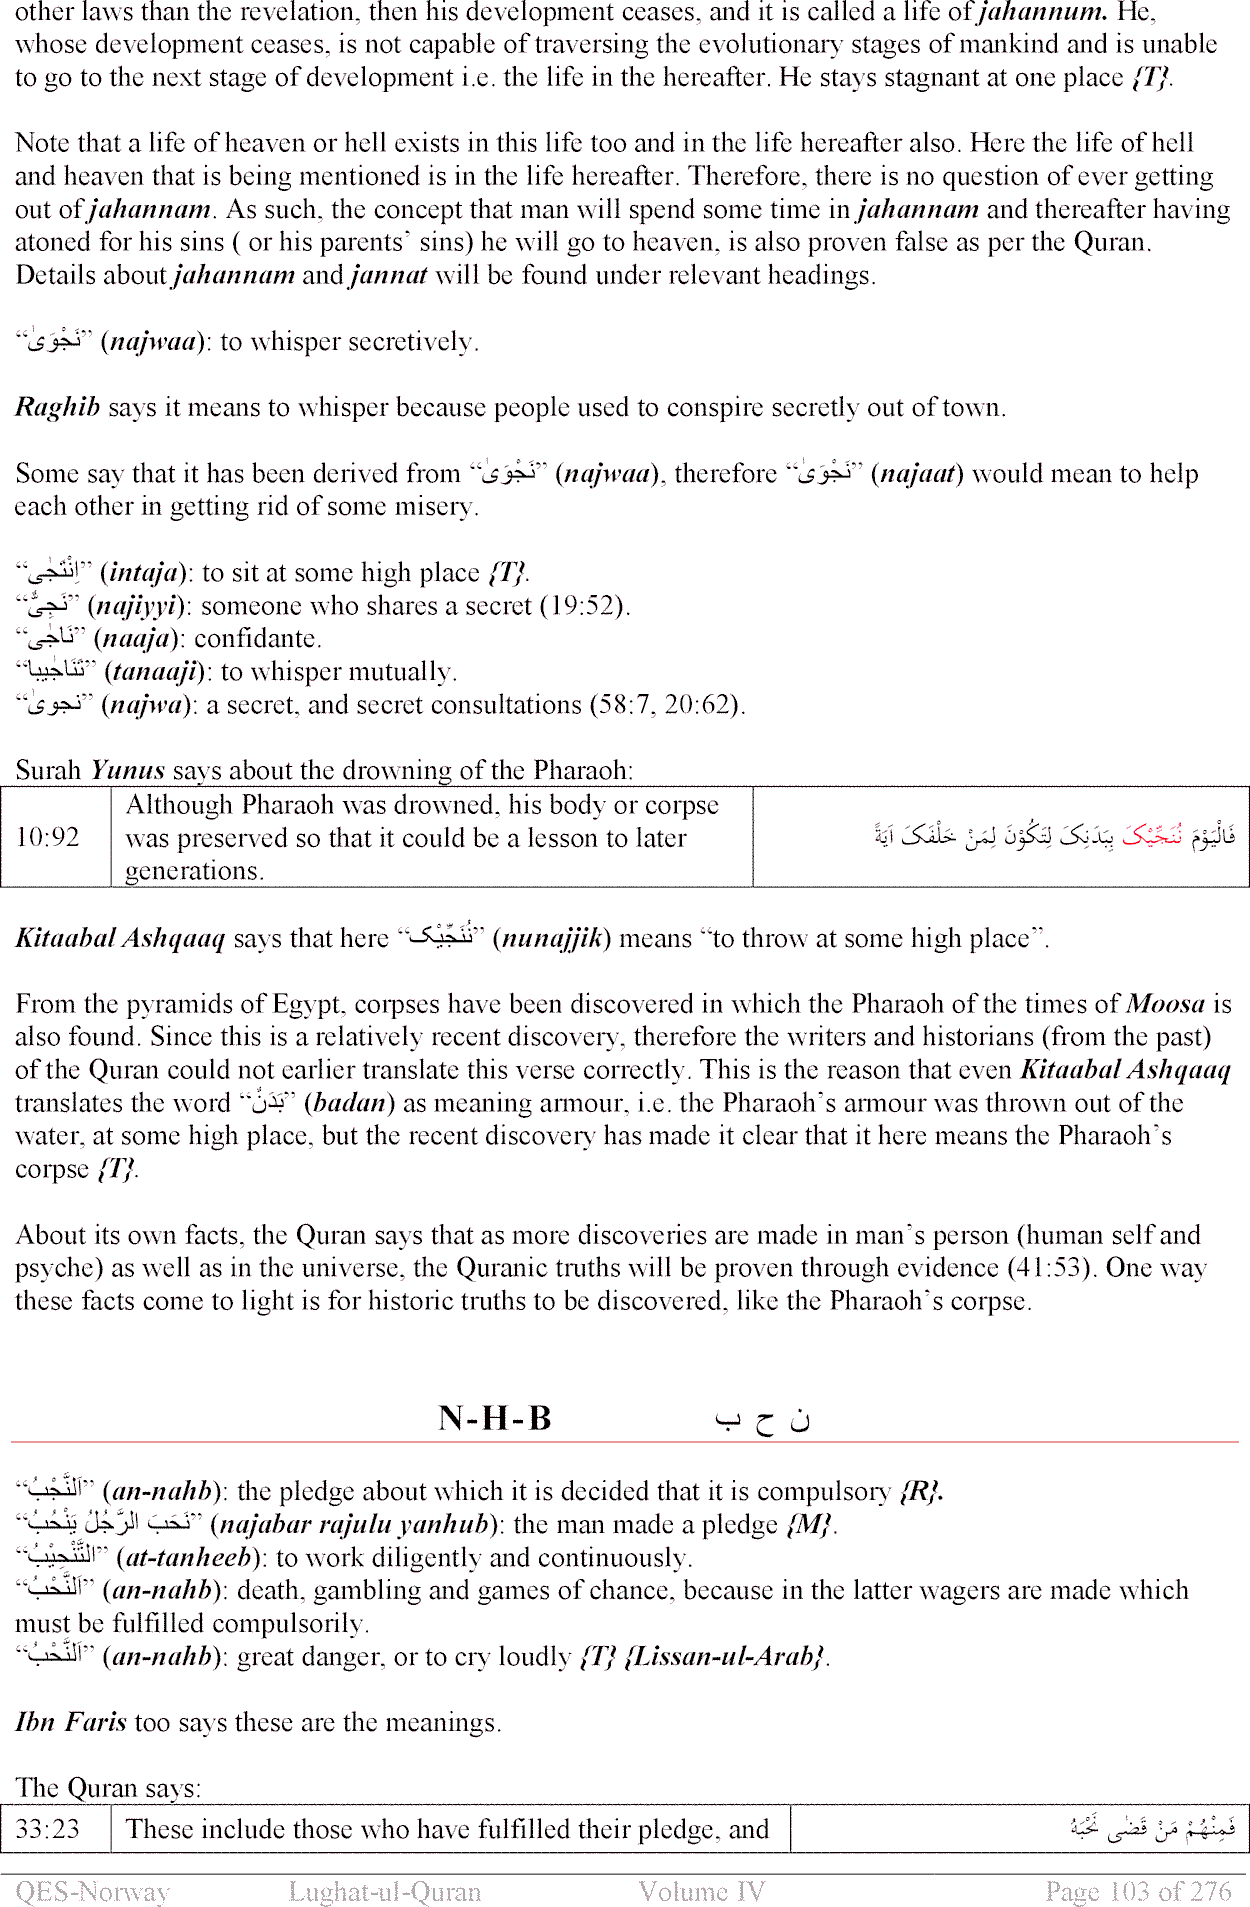 other laws than the revelation, then his development ceases, and it is called a life of jahannum. He,
whose development ceases, is not capable of traversing the evolutionary stages of mankind and is unable
to go to the next stage of development i.e. the life in the hereafter. He stays stagnant at one place {T}.
Note that a life of heaven or hell exists in this life too and in the life hereafter also. Here the life of hell
and heaven that is being mentioned is in the life hereafter. Therefore, there is no question of ever getting
out of jahannam. As such, the concept that man will spend some time in jahannam and thereafter having
atoned for his sins ( or his parents' sins) he will go to heaven, is also proven false as per the Quran.
Details about jahannam and jannat will be found under relevant headings.
“نَجْوَىٰ” (najwaa): to whisper secretively.
Raghib says it means to whisper because people used to conspire secretly out of town.
Some say that it has been derived from “نَجْوَىٰ” (najwaa), therefore “نَجْوَىٰ” (najaat) would mean to help
each other in getting rid of some misery.
“اِنْتَجٰی” (intaja): to sit at some high place {T}.
“نَجِیٌّ” (najiyyi): someone who shares a secret (19:52).
“نَاجٰی” (naaja): confidante.
“تَنَاجَیَا” (tanaaji): to whisper mutually.
“نجویٰ” (najwa): a secret, and secret consultations (58:7, 20:62).
Surah Yunus says about the drowning of the Pharaoh:
10:92 Although Pharaoh was drowned, his body or corpse
was preserved so that it could be a lesson to later فَالْيَوْمَ نُنَجِّيْكَ بِبَدَنِكَ لِتَكُوْنَ لِمَنْ خَلْفَكَ اٰيَةً
generations.
Kitaabal Ashqaaq says that here “نُنَجِّیْک” (nunajjik) means “to throw at some high place”.
From the pyramids of Egypt, corpses have been discovered in which the Pharaoh of the times of Moosa is
also found. Since this is a relatively recent discovery, therefore the writers and historians (from the past)
of the Quran could not earlier translate this verse correctly. This is the reason that even Kitaabal Ashqaaq
translates the word “بَدَنٌ” (badan) as meaning armour, i.e. the Pharaoh's armour was thrown out of the
water, at some high place, but the recent discovery has made it clear that it here means the Pharaoh's
corpse {T}.
About its own facts, the Quran says that as more discoveries are made in man's person (human self and
psyche) as well as in the universe, the Quranic truths will be proven through evidence (41:53). One way
these facts come to light is for historic truths to be discovered, like the Pharaoh's corpse.
N-H-B ن ح ب
“اَلنَّحْبُ” (an-nahb): the pledge about which it is decided that it is compulsory {R}.
“نَحَبَ الرَّجُلُ یَنْحُبُ” (najabar rajulu yanhub): the man made a pledge {M}.
“التَّنْحِیْبُ” (at-tanheeb): to work diligently and continuously.
“اَلنَّحْبُ” (an-nahb): death, gambling and games of chance, because in the latter wagers are made which
must be fulfilled compulsorily.
“اَلنَّحْبُ” (an-nahb): great danger, or to cry loudly {T} {Lissan-ul-Arab}.
Ibn Faris too says these are the meanings.
The Quran says:
33:23 These include those who have fulfilled their pledge, and فَمِنْهُمْ مَنْ قَضٰى نَحْبَهُ
QES-Norway Lughat-ul-Quran Volume IV Page 103 of 276